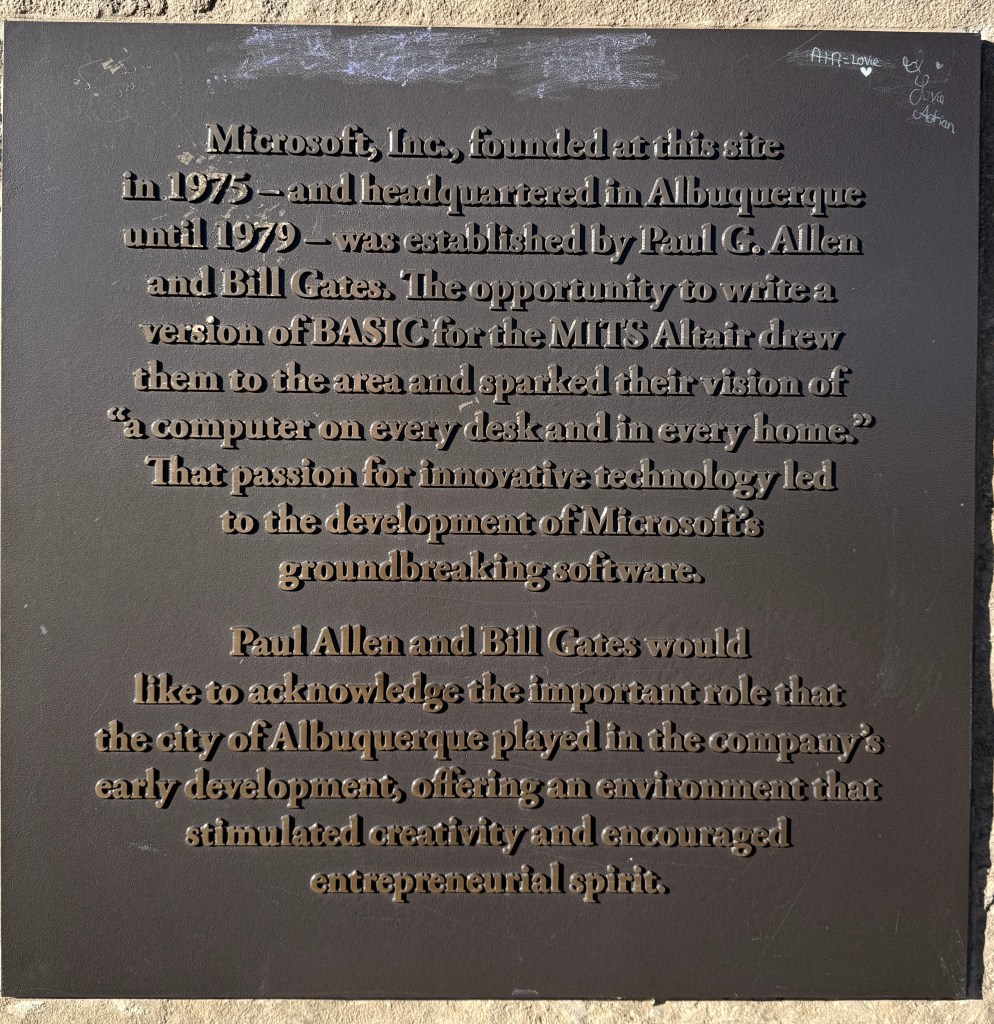 A+A=Lovie
Adrian
Microsoft, Inc., founded at this site
in 1975 – and headquartered in Albuquerque
until 1979 – was established by Paul G. Allen
and Bill Gates. The opportunity to write a
version of BASIC for the MITS Altair drew
them to the area and sparked their vision of
“a computer on every desk and in every home.”
That passion for innovative technology led
to the development of Microsoft’s
groundbreaking software.
Paul Allen and Bill Gates would
like to acknowledge the important role that
the city of Albuquerque played in the company’s
early development, offering an environment that
stimulated creativity and encouraged
entrepreneurial spirit.